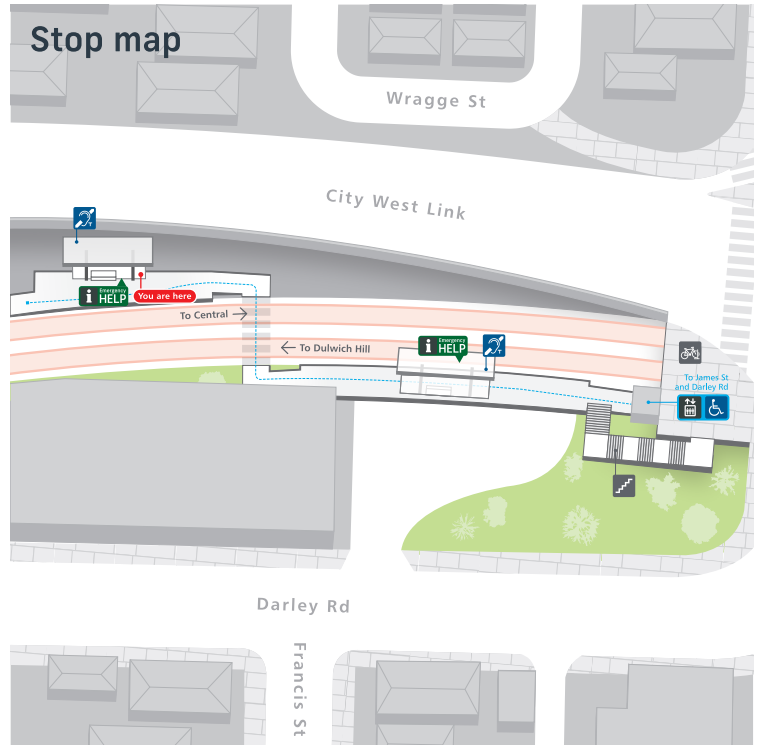 Stop map
Wragge St
City West Link
T
i Emergency
HELP
You are here
To Central
To Dulwich Hill
i Emergency
HELP
T
To James St
and Darley Rd
Darley Rd
Francis St